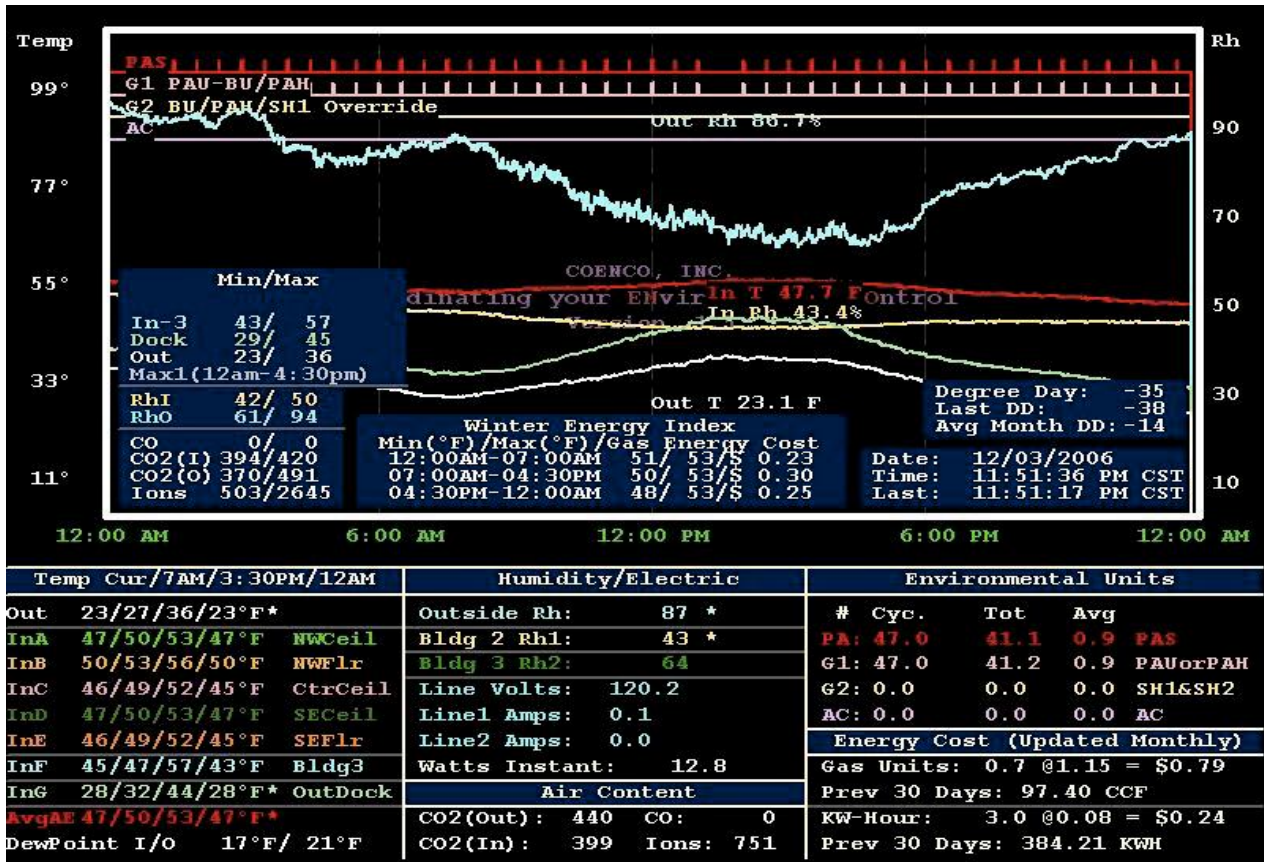 Temp
Rh
PAS
99°
G1 PAU-BU/PAH
G2 BU/PAH/SH1 Override
Out Rh 86.7%
AC
90
77°
70
COENCO, INC.
55°
Min/Max
dinating your ENvir In T 47.7 F ontrol
50
In Rh 43.4%
Version
In-3 43/ 57
Dock 29/ 45
Out 23/ 36
Max1(12am-4:30pm)
33°
RhI 42/ 50
RhO 61/ 94
Out T 23.1 F
Degree Day: -35
Last DD: -38
Avg Month DD: -14
30
CO 0/ 0
CO2(I) 394/420
CO2(O) 370/491
Ions 503/2645
Winter Energy Index
Min(°F)/Max(°F)/Gas Energy Cost
12:00AM-07:00AM 51/ 53/$ 0.23
07:00AM-04:30PM 50/ 53/$ 0.30
04:30PM-12:00AM 48/ 53/$ 0.25
Date: 12/03/2006
Time: 11:51:36 PM CST
Last: 11:51:17 PM CST
11°
10
12:00 AM 6:00 AM 12:00 PM 6:00 PM 12:00 AM
Temp Cur/7AM/3:30PM/12AM
Out 23/27/36/23°F*
InA 47/50/53/47°F NWCeil
InB 50/53/56/50°F NWFlr
InC 46/49/52/45°F CtrCeil
InD 47/50/53/47°F SECeil
InE 46/49/52/45°F SEFlr
InF 45/47/57/43°F Bldg3
InG 28/32/44/28°F* OutDock
AvgAE 47/50/53/47°F*
DewPoint I/O 17°F/ 21°F
Humidity/Electric
Outside Rh: 87 *
Bldg 2 Rh1: 43 *
Bldg 3 Rh2: 64
Line Volts: 120.2
Line1 Amps: 0.1
Line2 Amps: 0.0
Watts Instant: 12.8
Air Content
CO2(Out): 440 CO: 0
CO2(In): 399 Ions: 751
Environmental Units
# Cyc. Tot Avg
PA: 47.0 41.1 0.9 PAS
G1: 47.0 41.2 0.9 PAUorPAH
G2: 0.0 0.0 0.0 SH1&SH2
AC: 0.0 0.0 0.0 AC
Energy Cost (Updated Monthly)
Gas Units: 0.7 @1.15 = $0.79
Prev 30 Days: 97.40 CCF
KW-Hour: 3.0 @0.08 = $0.24
Prev 30 Days: 384.21 KWH